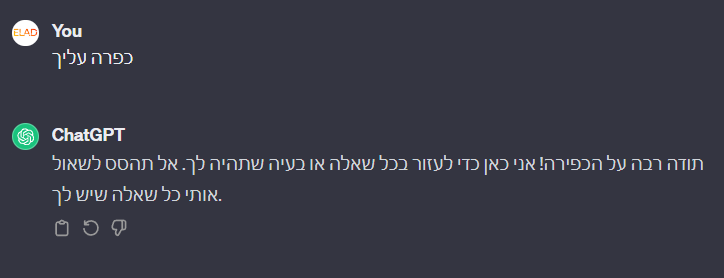 ELAD
You
כפרה עליך
ChatGPT
תודה רבה על הכפירה! אני כאן כדי לעזור בכל שאלה או בעיה שתהיה לך. אל תהסס לשאול
אותי כל שאלה שיש לך.